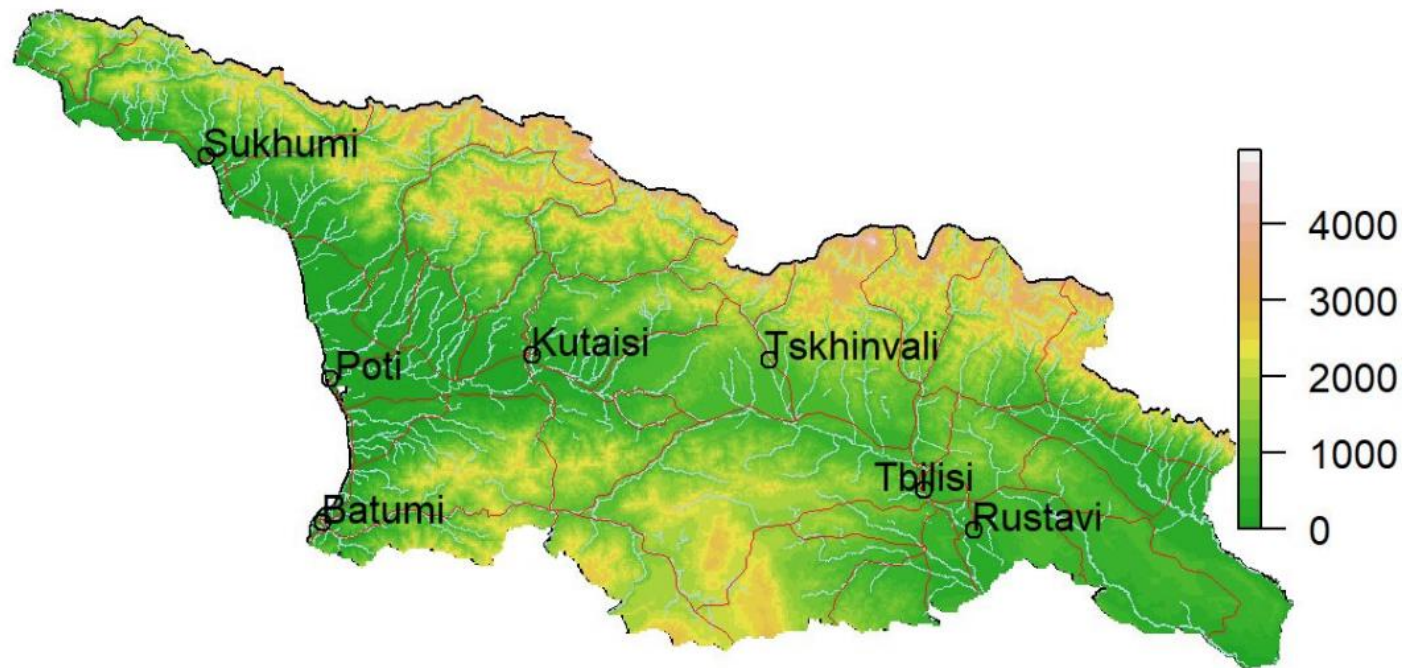 Sukhumi
4000
3000
Kutaisi
Tskhinvali
Poti
2000
1000
Tbilisi
Batumi
Rustavi
0